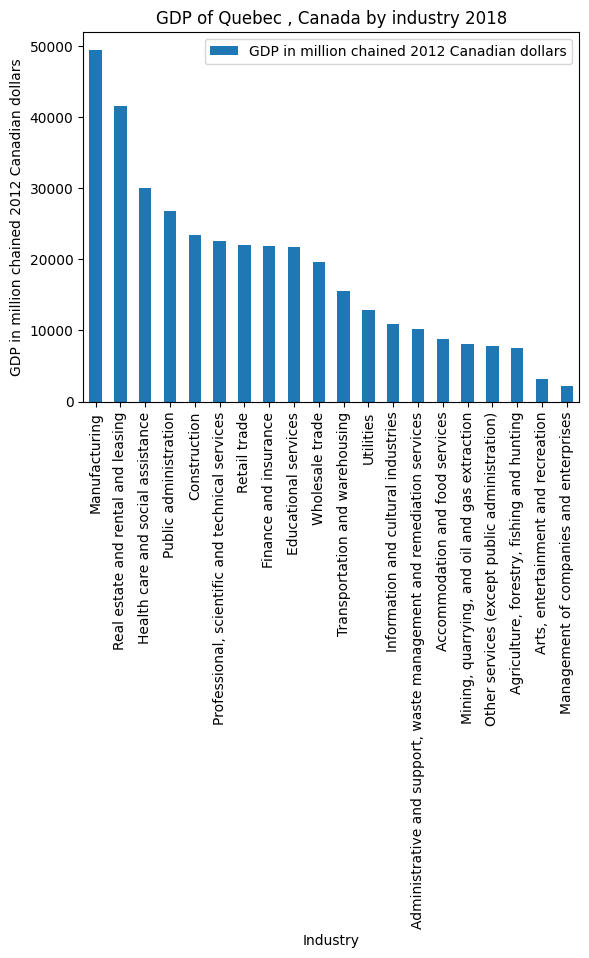 GDP of Quebec , Canada by industry 2018
GDP in million chained 2012 Canadian dollars
GDP in million chained 2012 Canadian dollars
50000
40000
30000
20000
10000
0
Manufacturing
Real estate and rental and leasing
Health care and social assistance
Public administration
Construction
Professional, scientific and technical services
Retail trade
Finance and insurance
Educational services
Wholesale trade
Transportation and warehousing
Utilities
Information and cultural industries
Administrative and support, waste management and remediation services
Accommodation and food services
Mining, quarrying, and oil and gas extraction
Other services (except public administration)
Agriculture, forestry, fishing and hunting
Arts, entertainment and recreation
Management of companies and enterprises
Industry